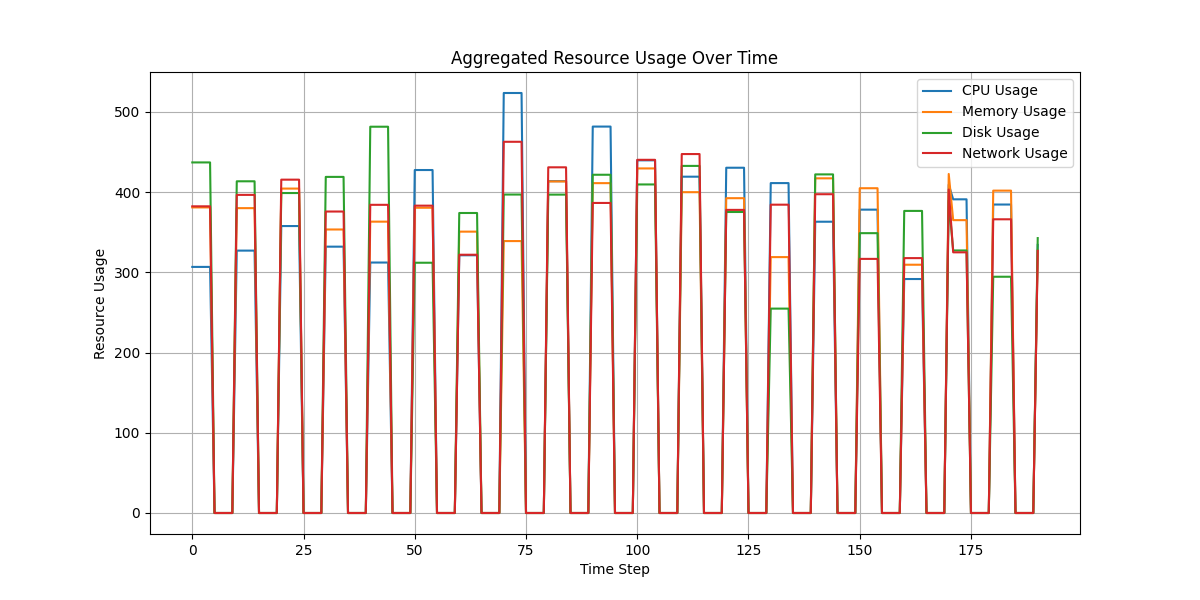 Aggregated Resource Usage Over Time
CPU Usage
Memory Usage
Disk Usage
Network Usage
500
400
300
200
100
0
Resource Usage
0 25 50 75 100 125 150 175
Time Step